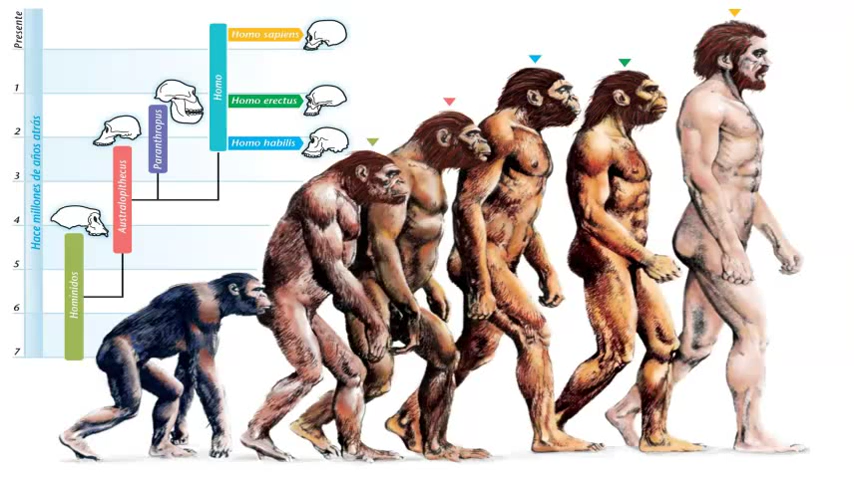 Presente
Hace millones de años atrás
1
2
3
4
5
6
7
Hominidos
Australopithecus
Paranthropus
Homo
Homo sapiens
Homo erectus
Homo habilis